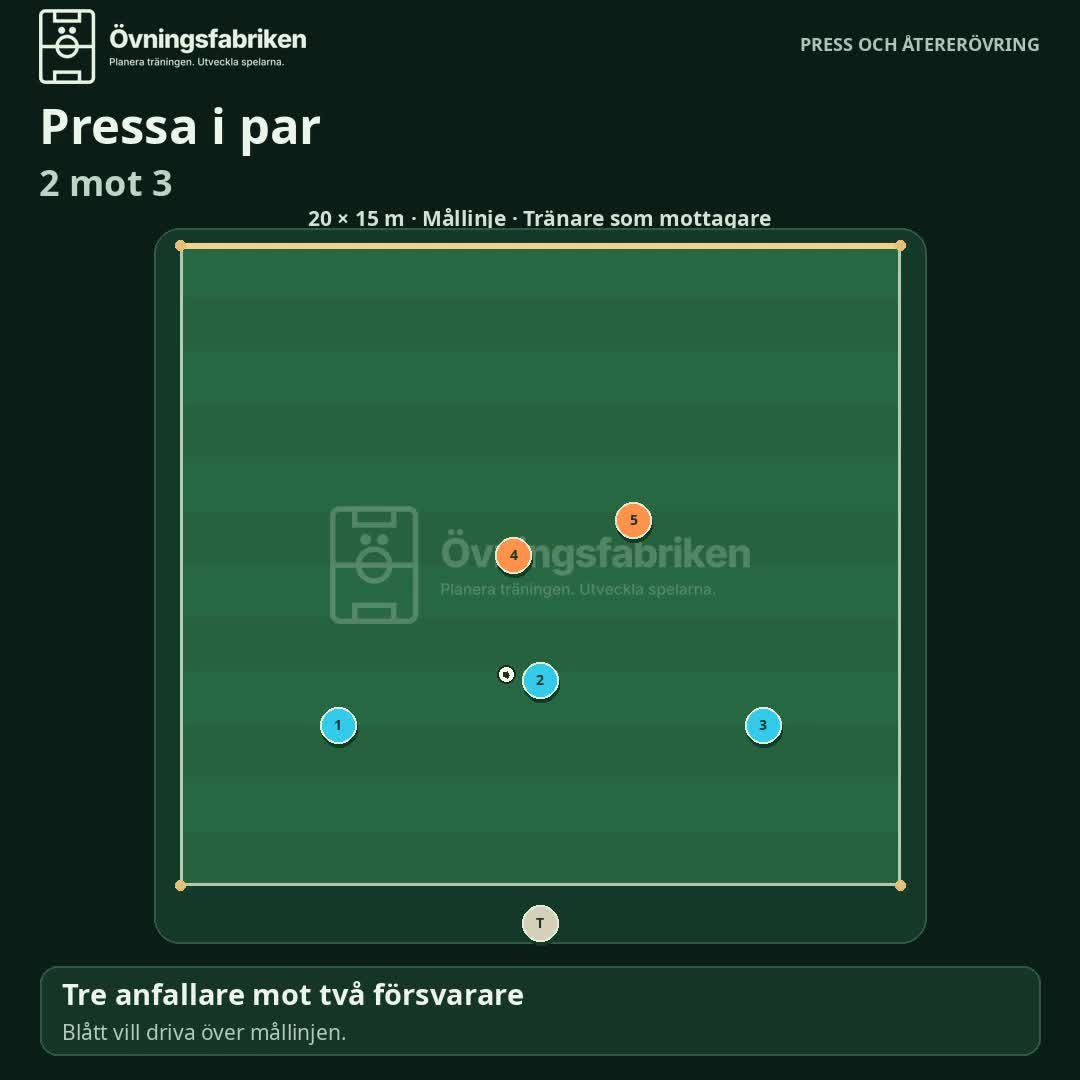 Övningsfabriken
Planera träningen. Utveckla spelarna.
PRESS OCH ÅTERERÖVRING
Pressa i par
2 mot 3
20 × 15 m · Mållinje · Tränare som mottagare
5
4
Övningsfabriken
Planera träningen. Utveckla spelarna.
2
1
3
T
Tre anfallare mot två försvarare
Blått vill driva över mållinjen.